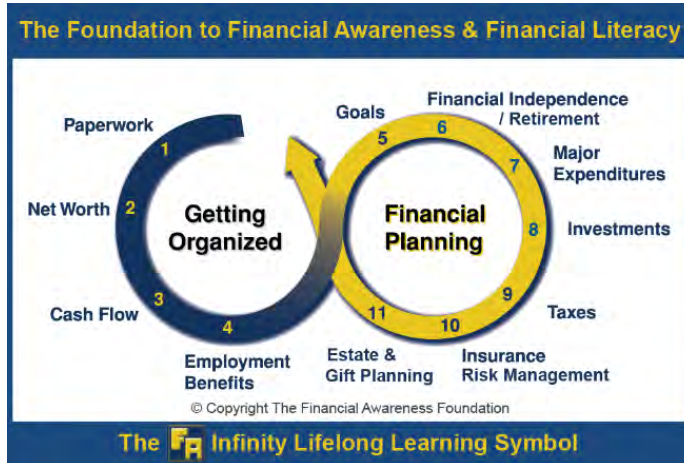 The Foundation to Financial Awareness & Financial Literacy
Paperwork
1
Net Worth
2
Cash Flow
3
4
Employment
Benefits
Getting
Organized
Goals
5
Financial Independence
/ Retirement
6
7
Major
Expenditures
8
Investments
9
Taxes
10
Insurance
Risk Management
11
Estate &
Gift Planning
Financial
Planning
© Copyright The Financial Awareness Foundation
The FA Infinity Lifelong Learning Symbol